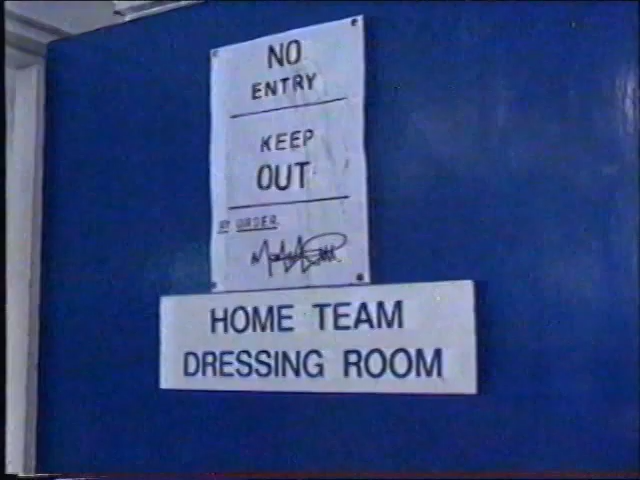 NO
ENTRY
KEEP
OUT
BY ORDER
HOME TEAM
DRESSING ROOM